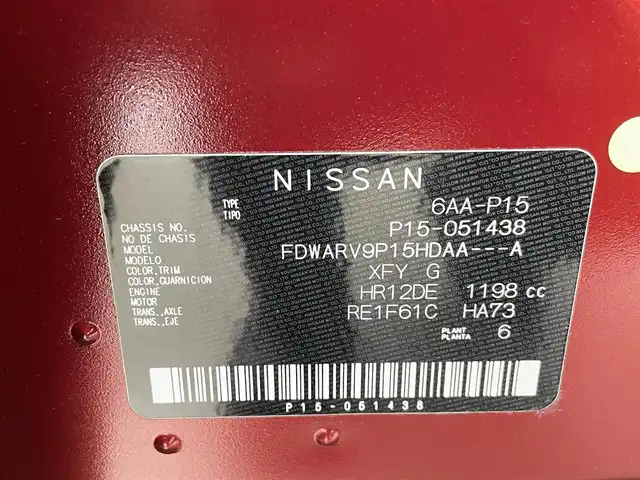 NISSAN
TYPE 6AA-P15
TIPO
CHASSIS NO. P15-051438
NO DE CHASIS
MODEL FDWARV9P15HDAA---A
MODELO
COLOR,TRIM XFY G
COLOR,GUARNICION
ENGINE HR12DE 1198 cc
MOTOR
TRANS.,AXLE RE1F61C HA73
TRANS.,EJE
PLANT 6
PLANTA
P15-051438